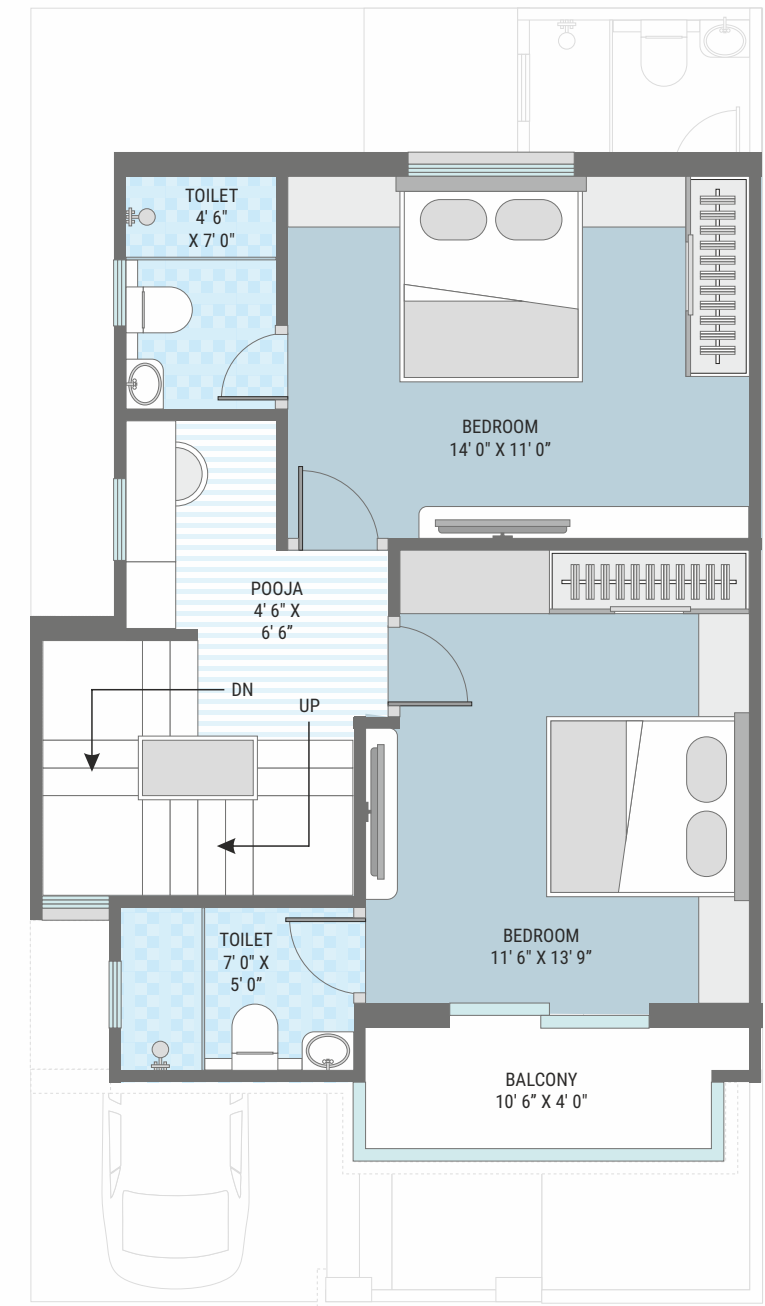 TOILET
4' 6"
X 7' 0"
BEDROOM
14' 0" X 11' 0”
POOJA
4' 6" X
6' 6”
DN
UP
TOILET
7' 0" X
5' 0”
BEDROOM
11' 6" X 13' 9”
BALCONY
10' 6” X 4' 0"